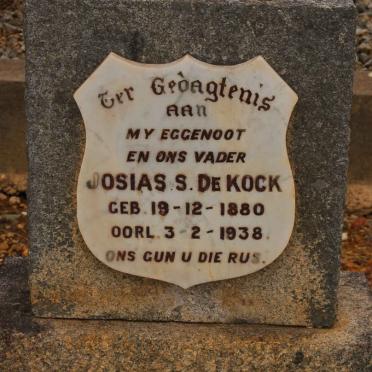 Ter Gedagtenis
aan
MY EGGENOOT
EN ONS VADER
JOSIAS S. DE KOCK
GEB. 19-12-1880
OORL. 3-2-1938.
ONS GUN U DIE RUS.